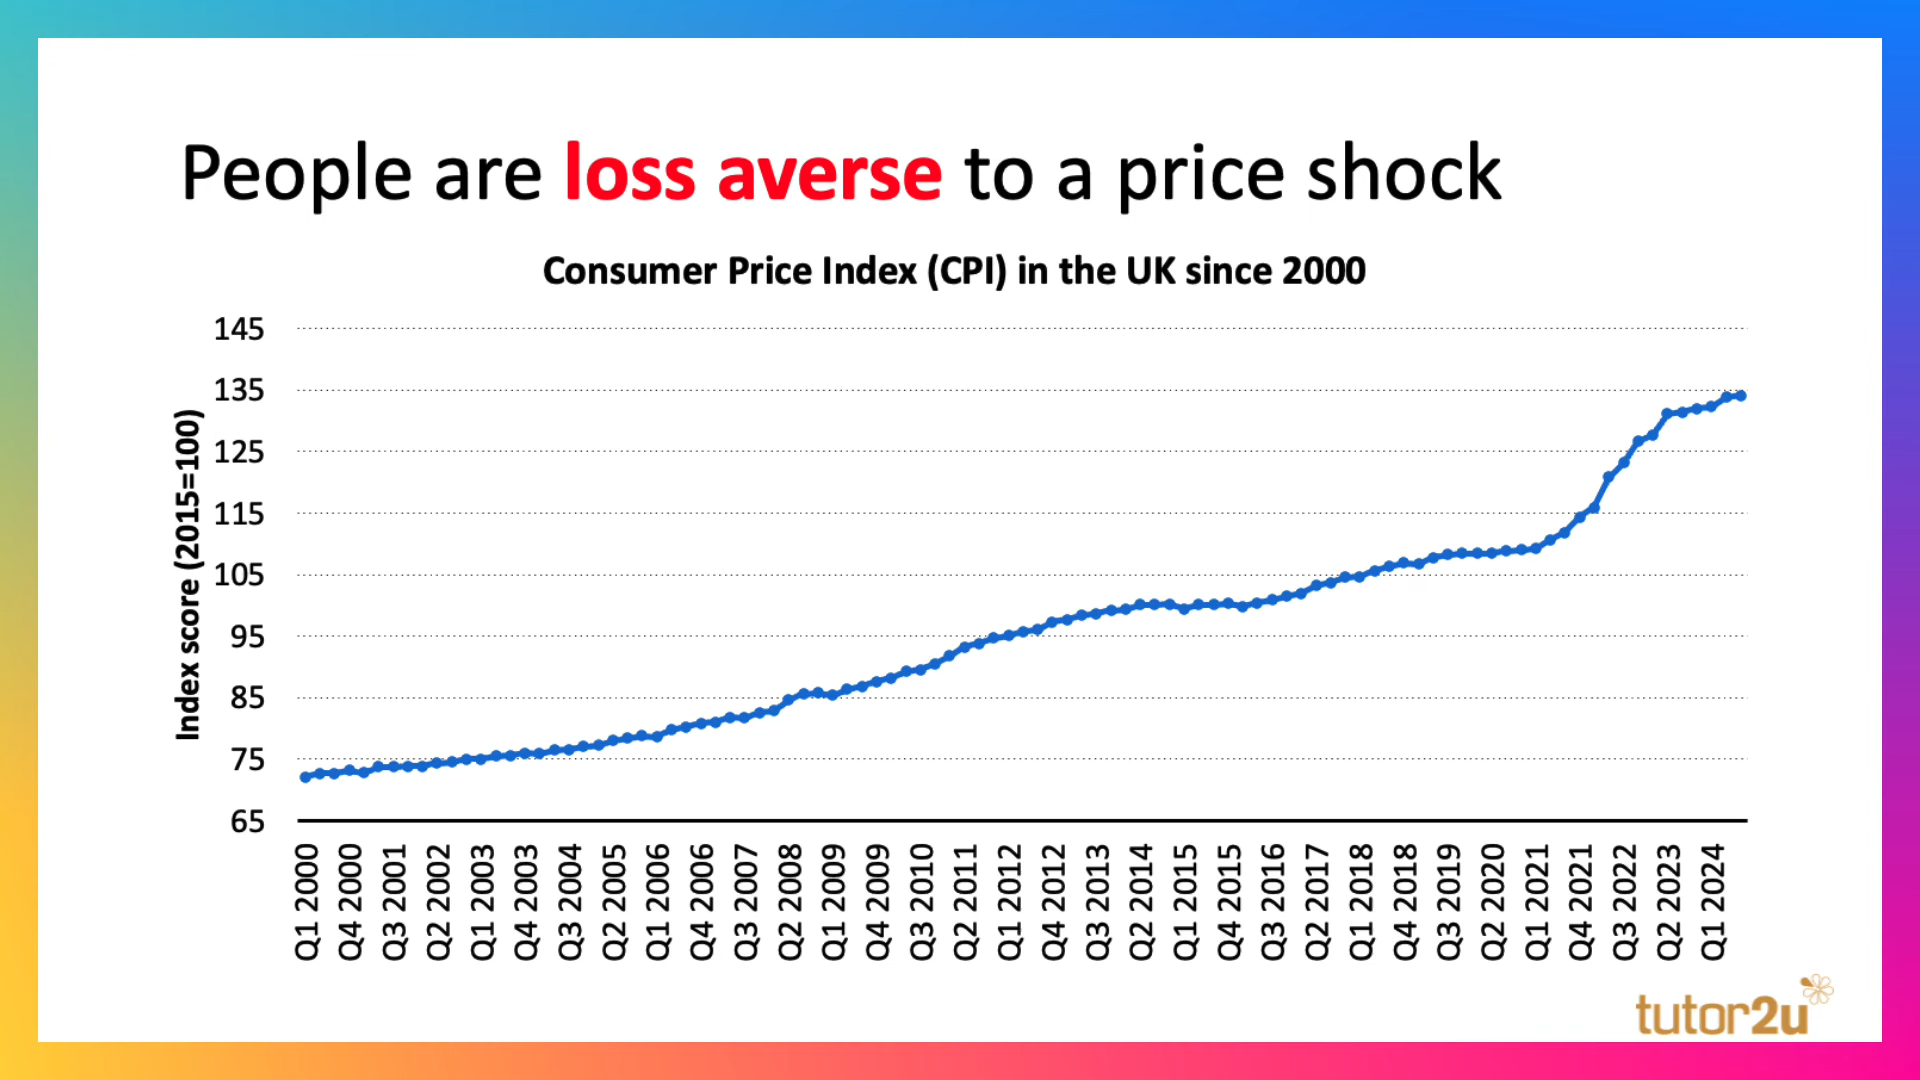 People are loss averse to a price shock
Consumer Price Index (CPI) in the UK since 2000
Index score (2015=100)
145
135
125
115
105
95
85
75
65
Q1 2000
Q4 2000
Q3 2001
Q2 2002
Q1 2003
Q4 2003
Q3 2004
Q2 2005
Q1 2006
Q4 2006
Q3 2007
Q2 2008
Q1 2009
Q4 2009
Q3 2010
Q2 2011
Q1 2012
Q4 2012
Q3 2013
Q2 2014
Q1 2015
Q4 2015
Q3 2016
Q2 2017
Q1 2018
Q4 2018
Q3 2019
Q2 2020
Q1 2021
Q4 2021
Q3 2022
Q2 2023
Q1 2024
tutor2u